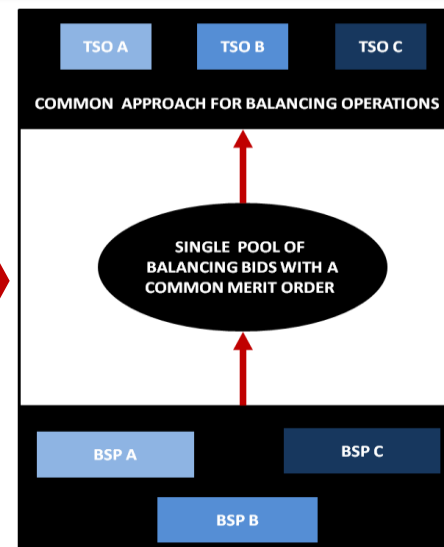 TSO A
TSO B
TSO C
COMMON APPROACH FOR BALANCING OPERATIONS
SINGLE POOL OF
BALANCING BIDS WITH A
COMMON MERIT ORDER
BSP A
BSP C
BSP B